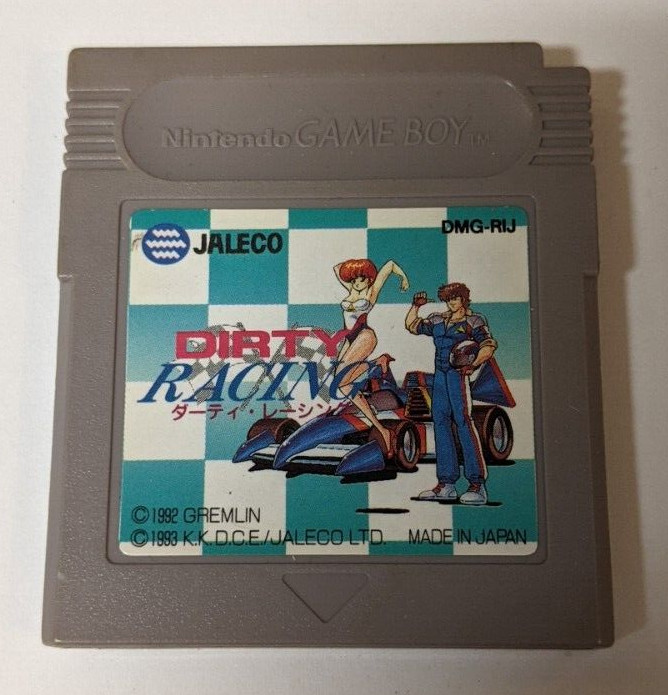 Nintendo GAME BOY TM
JALECO
DMG-RIJ
DIRTY
RACING
ダーティ・レーシング
©1992 GREMLIN
©1993 K.K.D.C.E./JALECO LTD. MADE IN JAPAN